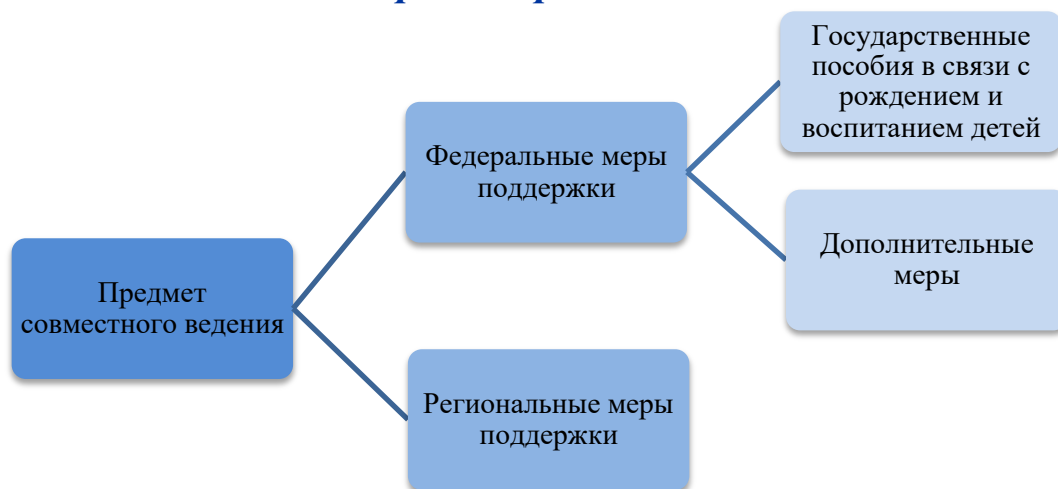 Предмет
совместного ведения
Федеральные меры
поддержки
Государственные
пособия в связи с
рождением и
воспитанием детей
Дополнительные
меры
Региональные меры
поддержки